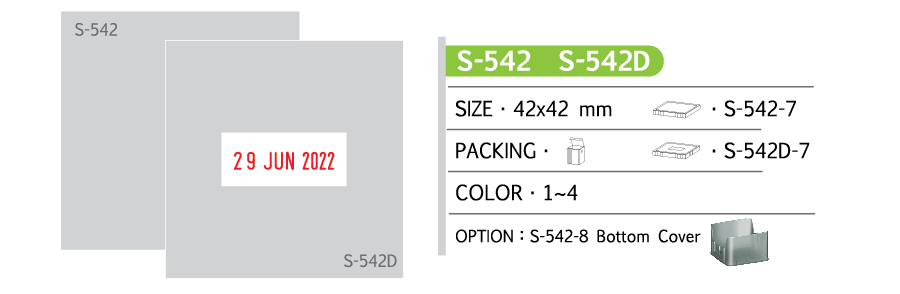 S-542
29 JUN 2022
S-542D
S-542 S-542D
SIZE · 42x42 mm · S-542-7
PACKING · · S-542D-7
COLOR · 1~4
OPTION : S-542-8 Bottom Cover